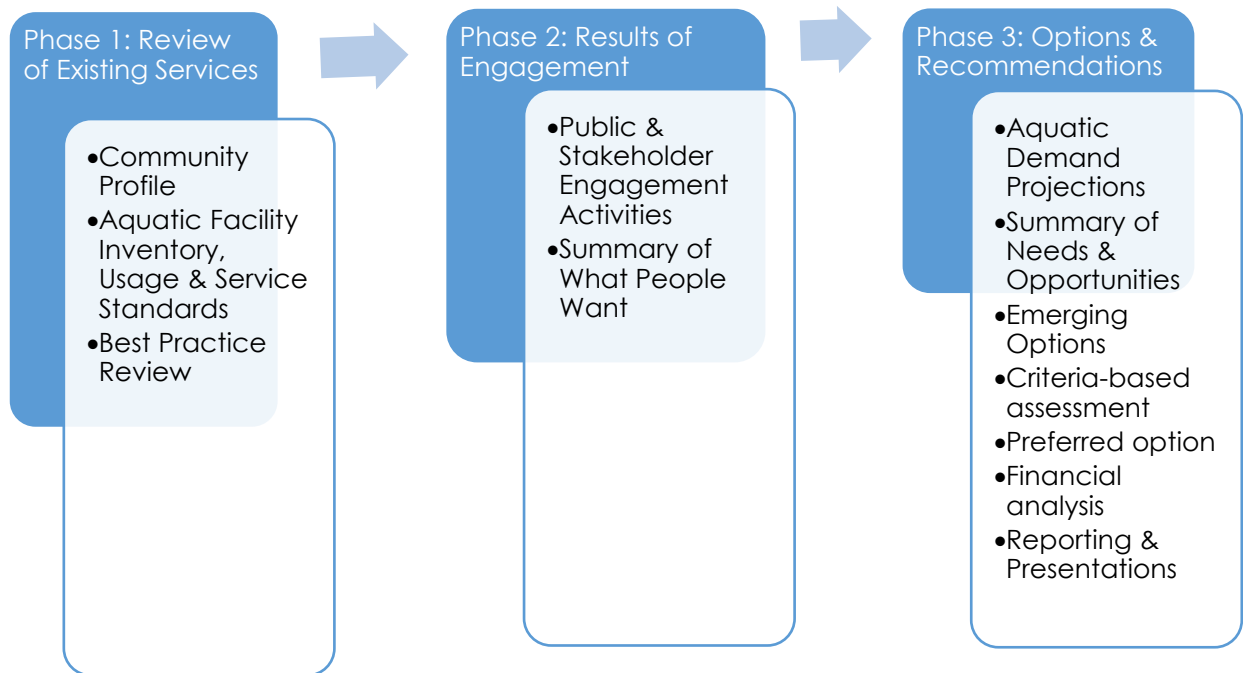 Phase 1: Review
of Existing Services
•Community
Profile
•Aquatic Facility
Inventory,
Usage & Service
Standards
•Best Practice
Review
Phase 2: Results of
Engagement
•Public &
Stakeholder
Engagement
Activities
•Summary of
What People
Want
Phase 3: Options &
Recommendations
•Aquatic
Demand
Projections
•Summary of
Needs &
Opportunities
•Emerging
Options
•Criteria-based
assessment
•Preferred option
•Financial
analysis
•Reporting &
Presentations